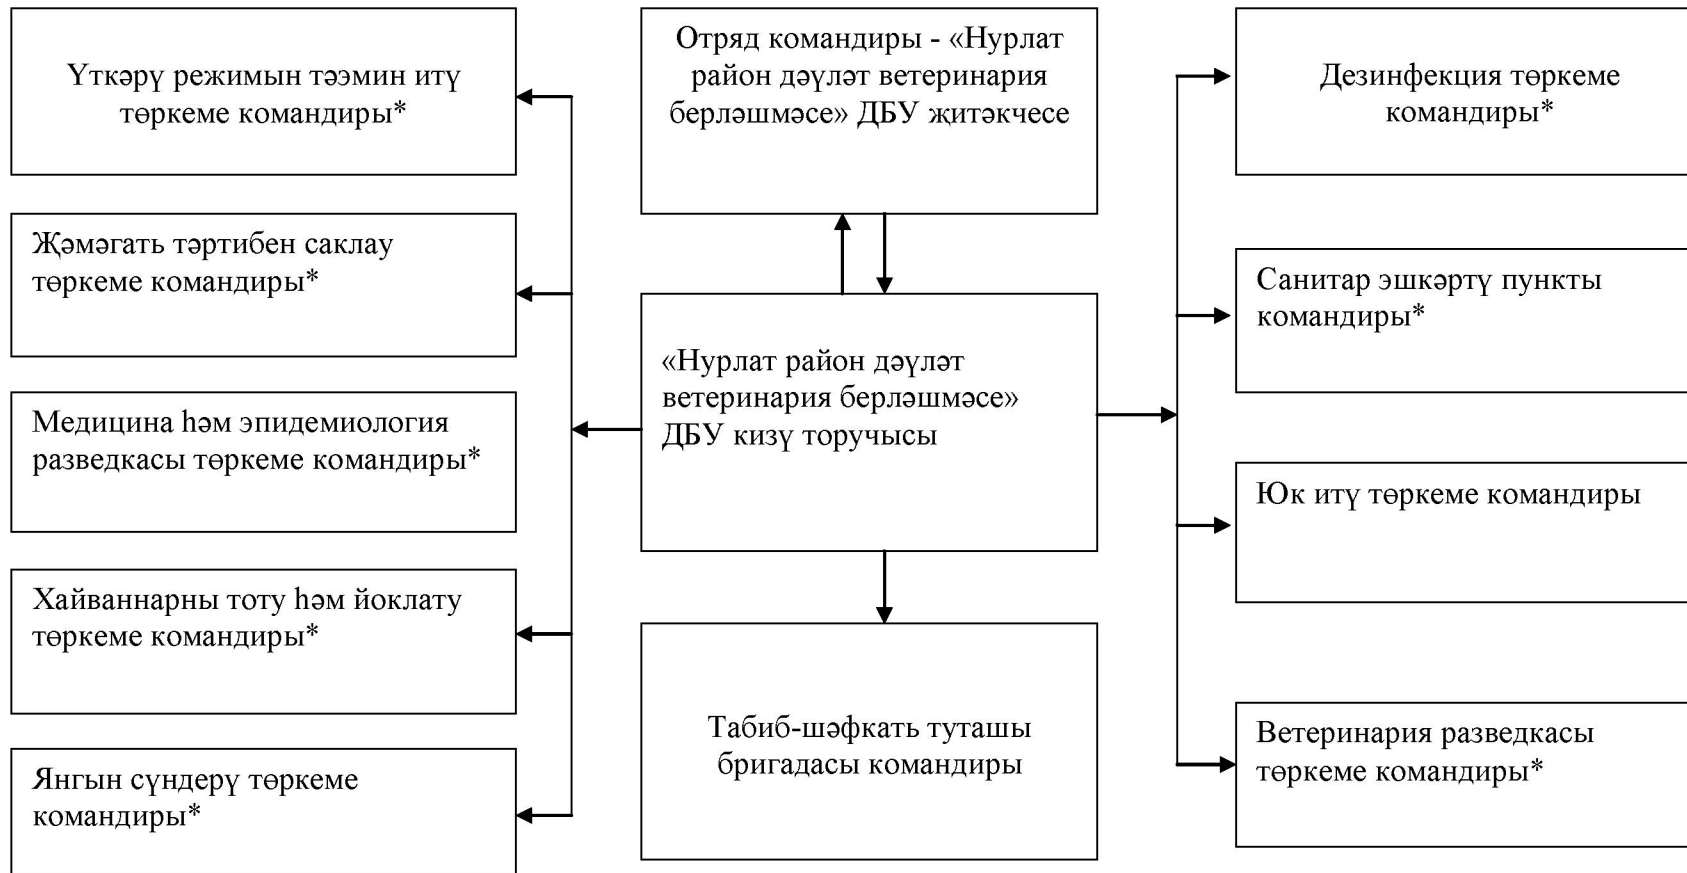 Үткәрү режимын тәэмин итү
төркеме командиры*
Җәмәгать тәртибен саклау
төркеме командиры*
Медицина һәм эпидемиология
разведкасы төркеме командиры*
Хайваннарны тоту һәм йоклату
төркеме командиры*
Янгын сүндерү төркеме
командиры*
Отряд командиры - «Нурлат
район дәүләт ветеринария
берләшмәсе» ДБУ җитәкчесе
«Нурлат район дәүләт
ветеринария берләшмәсе»
ДБУ кизү торучысы
Табиб-шәфкать туташы
бригадасы командиры
Дезинфекция төркеме
командиры*
Санитар эшкәртү пункты
командиры*
Юк итү төркеме командиры
Ветеринария разведкасы
төркеме командиры*